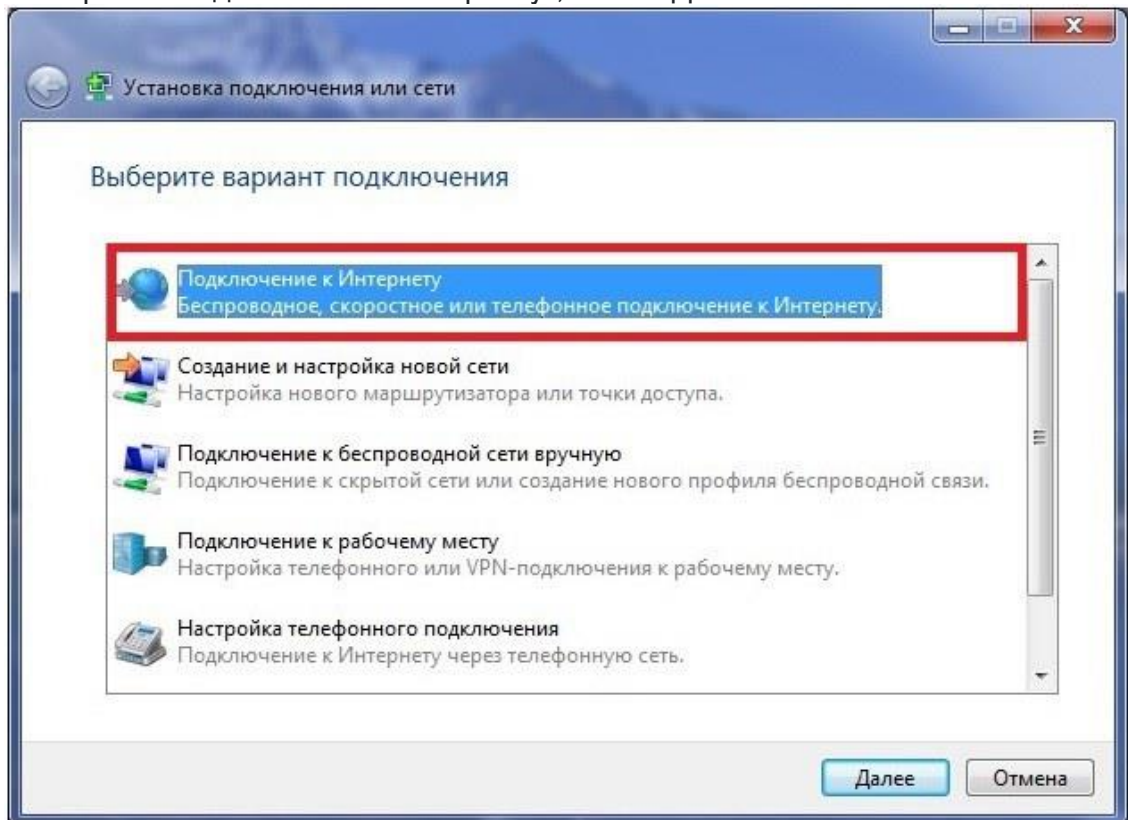 Установка подключения или сети
Выберите вариант подключения
Подключение к Интернету
Беспроводное, скоростное или телефонное подключение к Интернету.
Создание и настройка новой сети
Настройка нового маршрутизатора или точки доступа.
Подключение к беспроводной сети вручную
Подключение к скрытой сети или создание нового профиля беспроводной связи.
Подключение к рабочему месту
Настройка телефонного или VPN-подключения к рабочему месту.
Настройка телефонного подключения
Подключение к Интернету через телефонную сеть.
Далее
Отмена